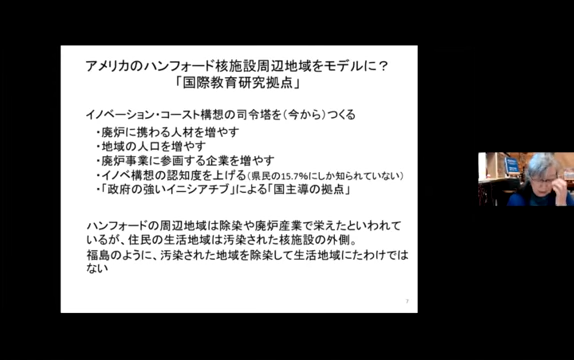 アメリカのハンフォード核施設周辺地域をモデルに？
「国際教育研究拠点」
イノベーション・コースト構想の司令塔を（今から）つくる
・廃炉に携わる人材を増やす
・地域の人口を増やす
・廃炉事業に参画する企業を増やす
・イノベ構想の認知度を上げる（県民の15.7％にしか知られていない）
・「政府の強いイニシアチブ」による「国主導の拠点」
ハンフォードの周辺地域は除染や廃炉産業で栄えたといわれて
いるが、住民の生活地域は汚染された核施設の外側。
福島のように、汚染された地域を除染して生活地域にたわけでは
ない
7